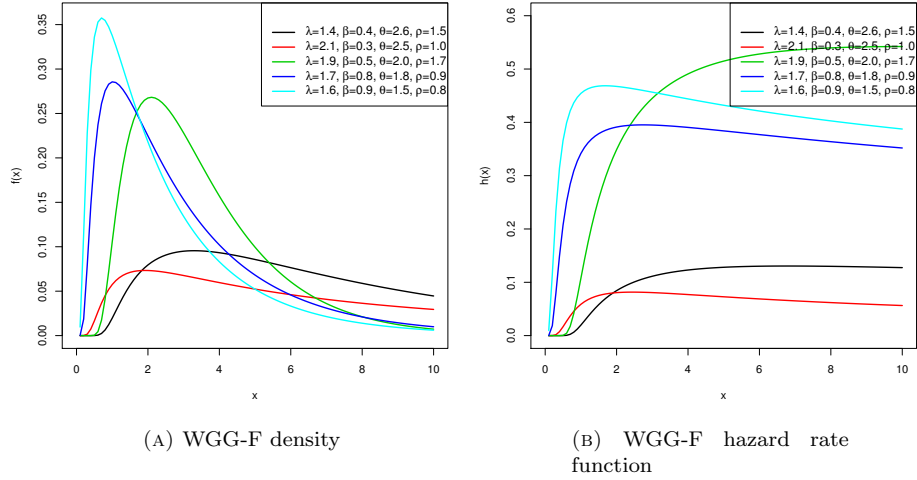 λ=1.4, β=0.4, θ=2.6, ρ=1.5
λ=2.1, β=0.3, θ=2.5, ρ=1.0
λ=1.9, β=0.5, θ=2.0, ρ=1.7
λ=1.7, β=0.8, θ=1.8, ρ=0.9
λ=1.6, β=0.9, θ=1.5, ρ=0.8
f(x)
0.35
0.30
0.25
0.20
0.15
0.10
0.05
0.00
0 2 4 6 8 10
x
(A) WGG-F density
λ=1.4, β=0.4, θ=2.6, ρ=1.5
λ=2.1, β=0.3, θ=2.5, ρ=1.0
λ=1.9, β=0.5, θ=2.0, ρ=1.7
λ=1.7, β=0.8, θ=1.8, ρ=0.9
λ=1.6, β=0.9, θ=1.5, ρ=0.8
h(x)
0.6
0.5
0.4
0.3
0.2
0.1
0.0
0 2 4 6 8 10
x
(B) WGG-F hazard rate
function